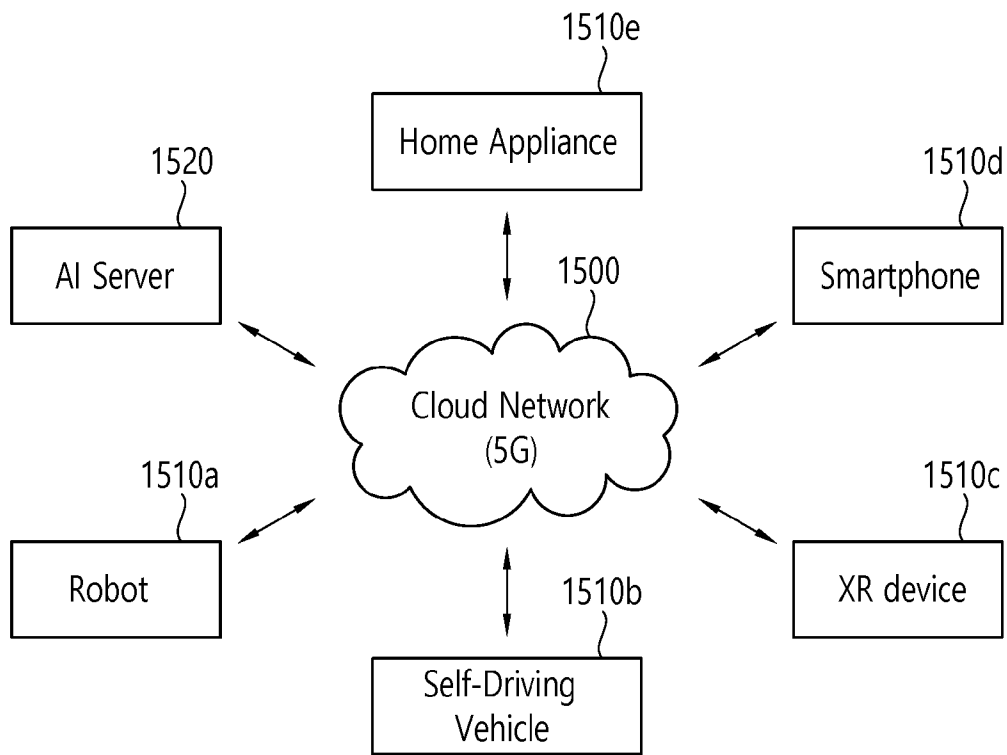 1510e
Home Appliance
1520
AI Server
1510d
Smartphone
1500
Cloud Network
(5G)
1510a
Robot
1510c
XR device
1510b
Self-Driving
Vehicle